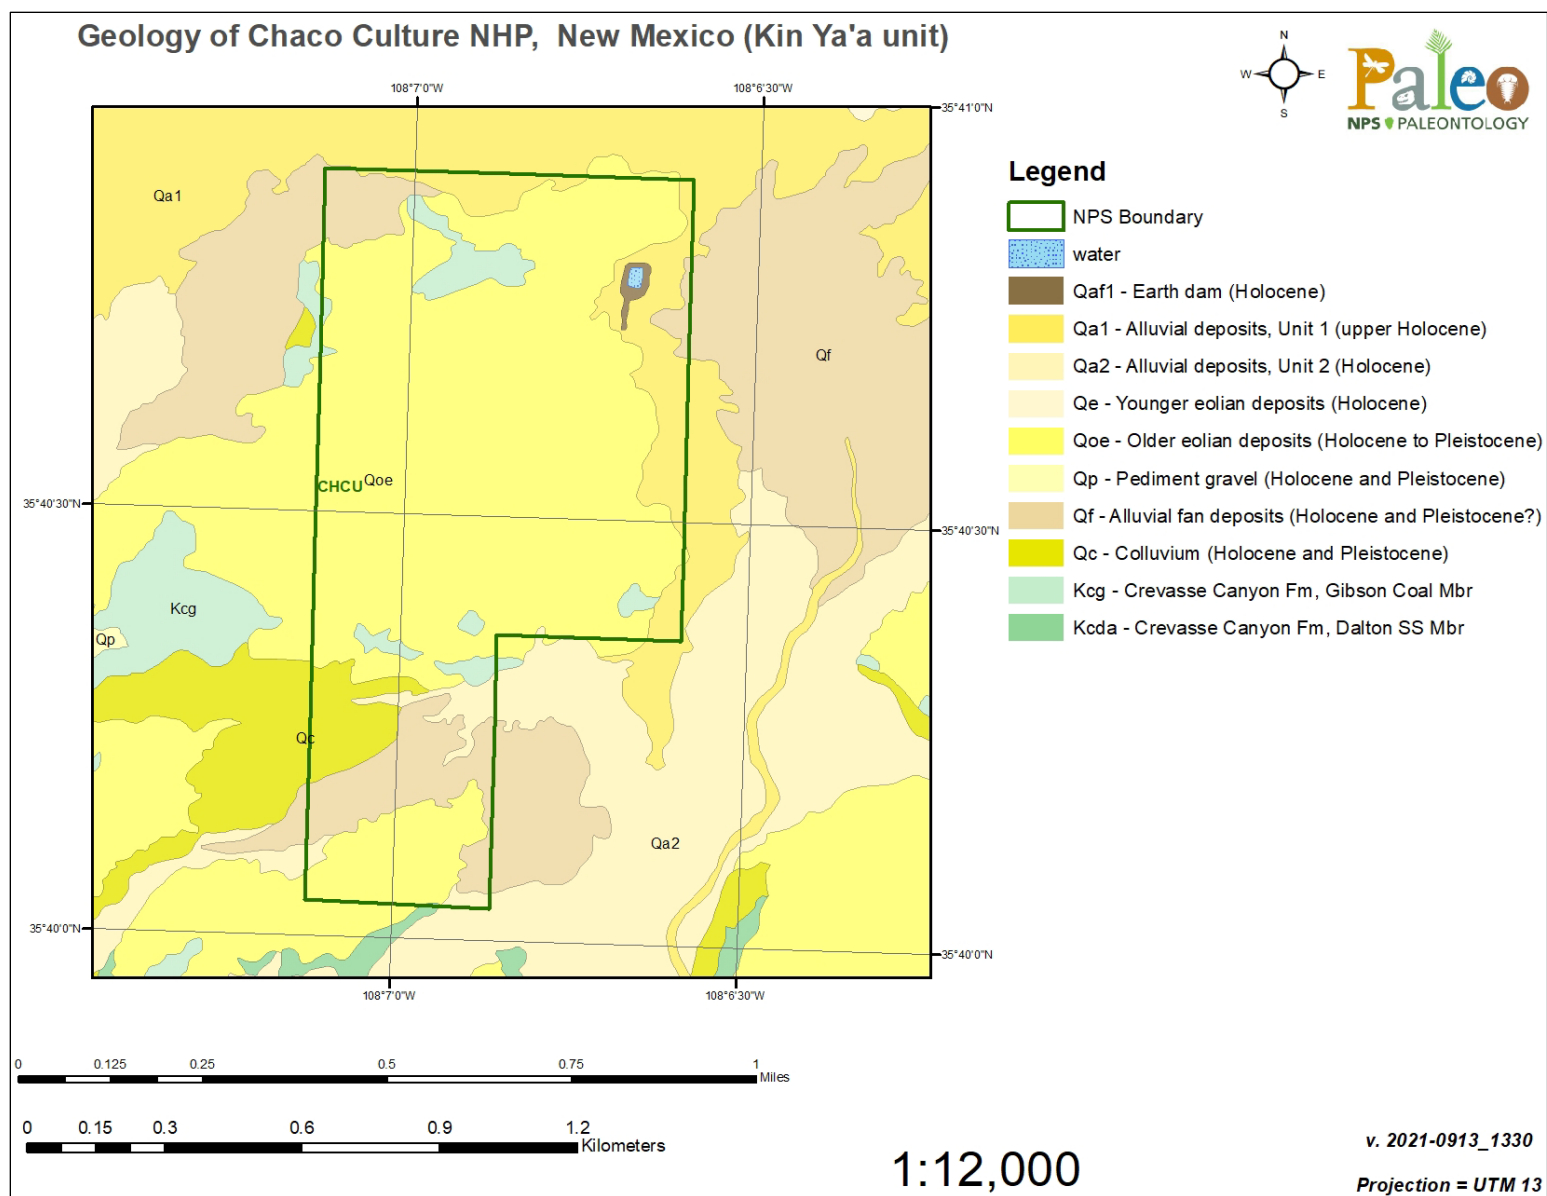 Geology of Chaco Culture NHP,  New Mexico (Kin Ya'a unit)
N
W E
S
Paleo
NPS PALEONTOLOGY
108°7'0"W 108°6'30"W
35°41'0"N
Qa1
Qf
CHCU Qoe
35°40'30"N
35°40'30"N
Kcg
Qp
Qc
Qa2
35°40'0"N
35°40'0"N
108°7'0"W 108°6'30"W
Legend
NPS Boundary
water
Qaf1 - Earth dam (Holocene)
Qa1 - Alluvial deposits, Unit 1 (upper Holocene)
Qa2 - Alluvial deposits, Unit 2 (Holocene)
Qe - Younger eolian deposits (Holocene)
Qoe - Older eolian deposits (Holocene to Pleistocene)
Qp - Pediment gravel (Holocene and Pleistocene)
Qf - Alluvial fan deposits (Holocene and Pleistocene?)
Qc - Colluvium (Holocene and Pleistocene)
Kcg - Crevasse Canyon Fm, Gibson Coal Mbr
Kcda - Crevasse Canyon Fm, Dalton SS Mbr
0 0.125 0.25 0.5 0.75 1
Miles
0 0.15 0.3 0.6 0.9 1.2
Kilometers
1:12,000
v. 2021-0913_1330
Projection = UTM 13